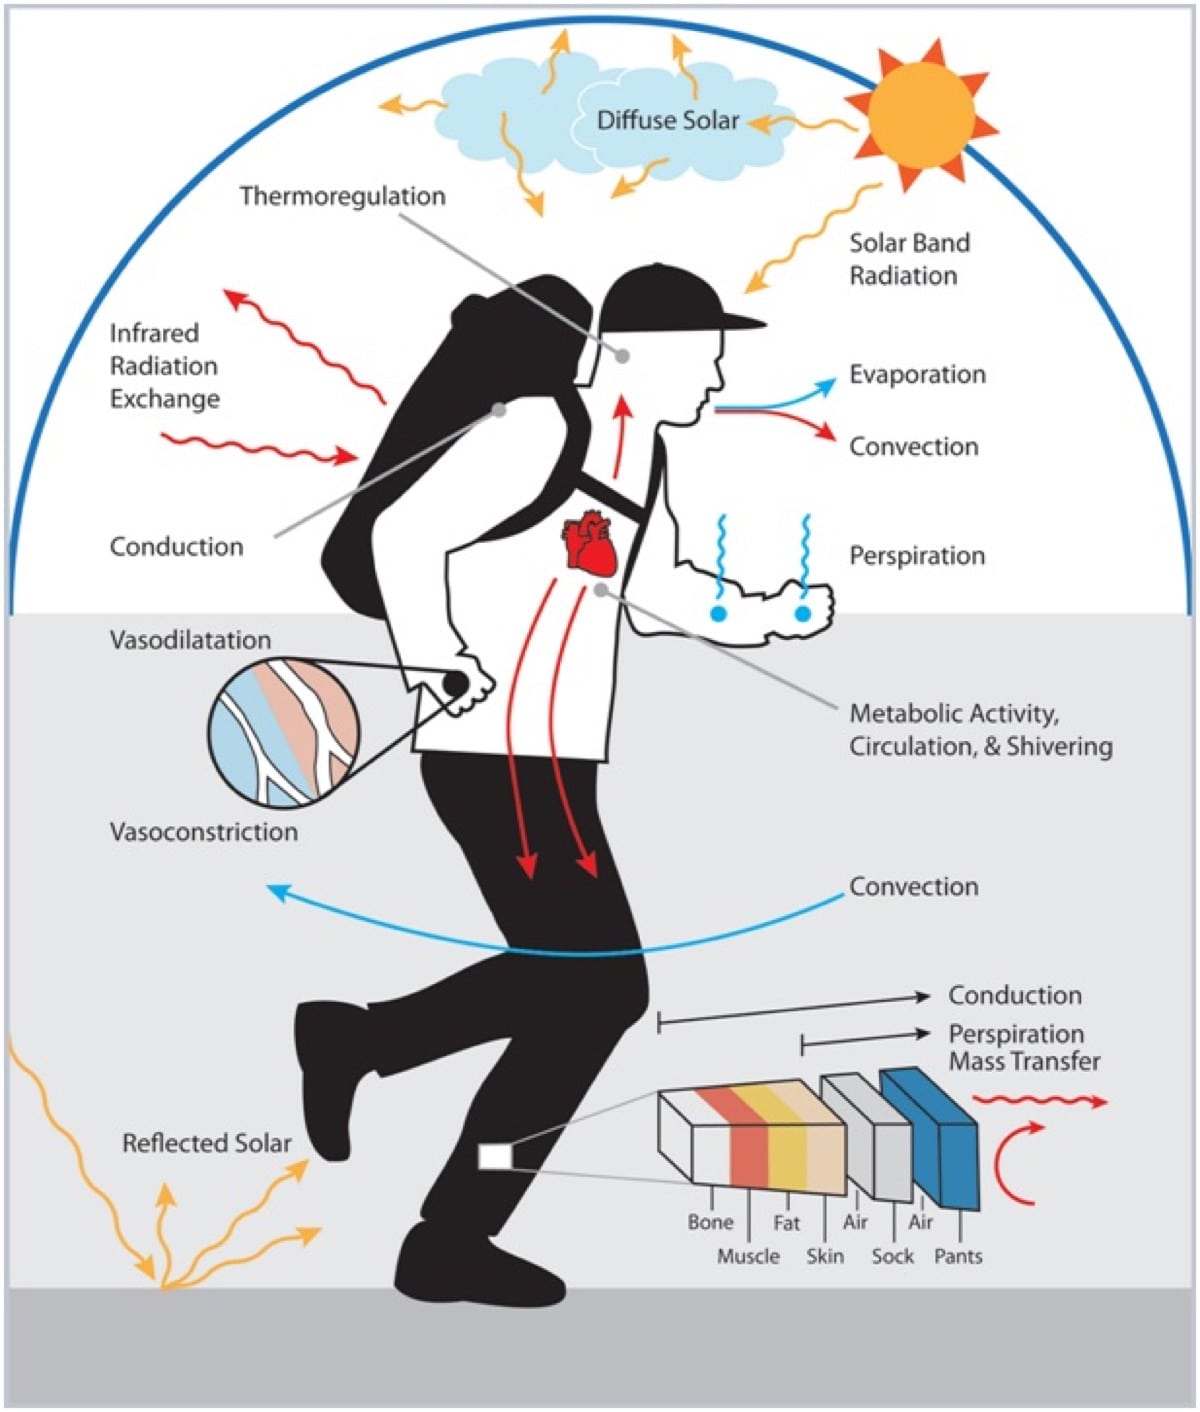 Diffuse Solar
Thermoregulation
Solar Band
Radiation
Infrared
Radiation
Exchange
Evaporation
Convection
Conduction
Perspiration
Vasodilatation
Metabolic Activity,
Circulation, & Shivering
Vasoconstriction
Convection
Conduction
Perspiration
Mass Transfer
Reflected Solar
Bone
Fat
Air
Air
Muscle
Skin
Sock
Pants